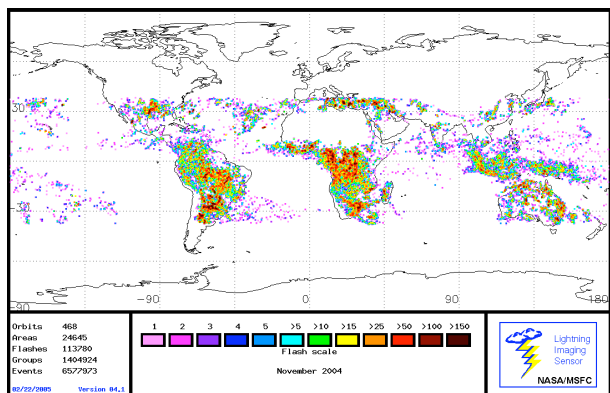 30
-30
-90
-90
0
90
180
Orbits 468
Areas 24645
Flashes 113780
Groups 1404924
Events 6577973
02/22/2005 Version 04.1
1 2 3 4 5 >5 >10 >15 >25 >50 >100 >150
Flash scale
November 2004
Lightning
Imaging
Sensor
NASA/MSFC